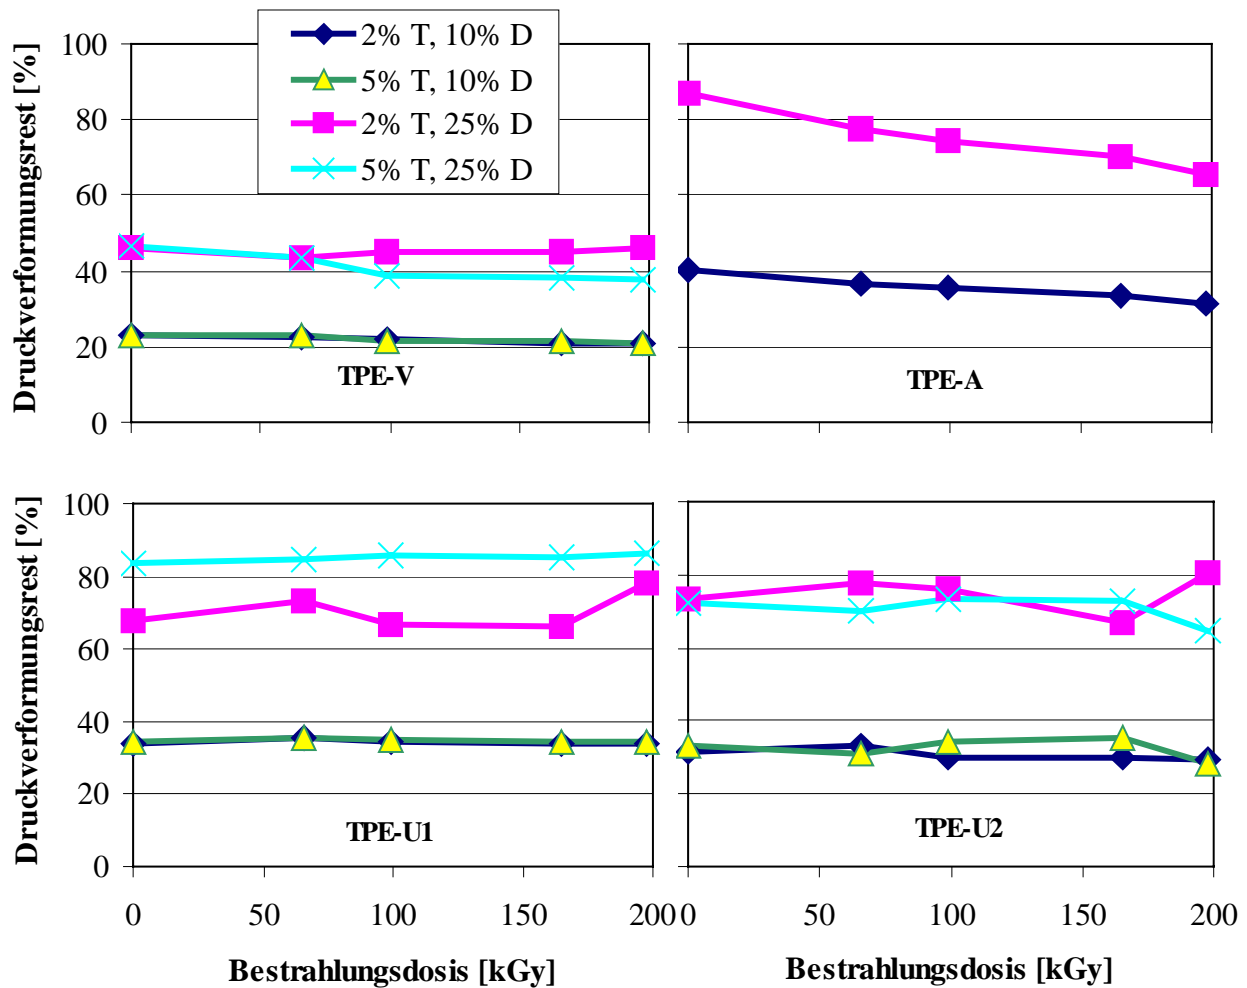 2% T, 10% D
5% T, 10% D
2% T, 25% D
5% T, 25% D
Druckverformungsrest [%]
100
80
60
40
20
0
TPE-V
TPE-A
Druckverformungsrest [%]
100
80
60
40
20
0
TPE-U1
TPE-U2
0 50 100 150 200
0 50 100 150 200
Bestrahlungsdosis [kGy]
Bestrahlungsdosis [kGy]